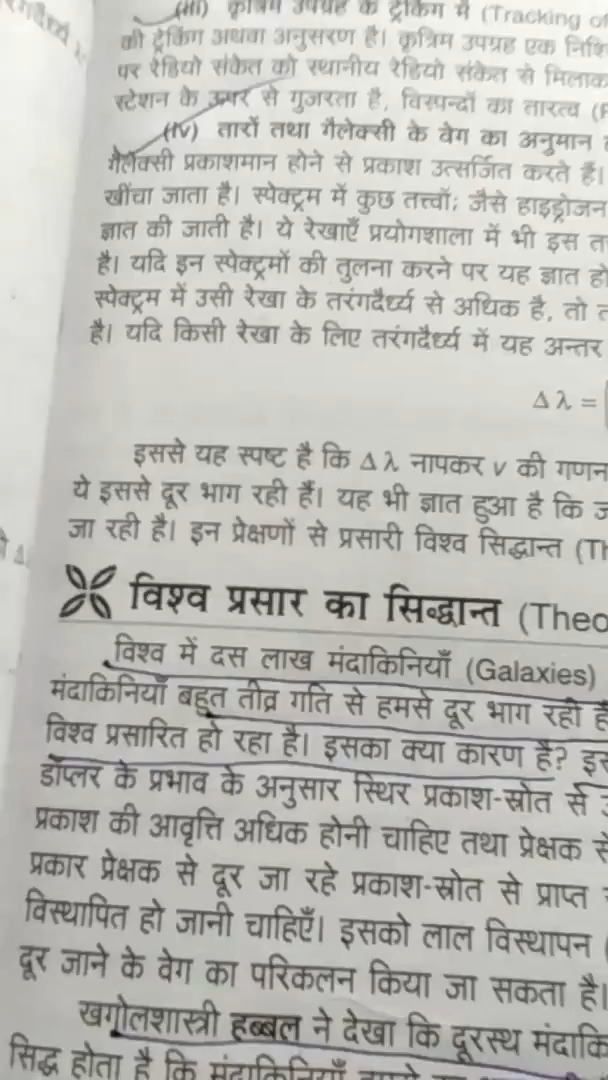 (iii) कृत्रिम उपग्रह के ट्रैकिंग में (Tracking of
की ट्रैकिंग अथवा अनुसरण है। कृत्रिम उपग्रह एक
पर रेडियो संकेत को स्थानीय रेडियो संकेत से
स्टेशन के ऊपर से गुजरता है, विस्पन्दों का तारत्व
(iv) तारों तथा गैलेक्सी के वेग का अनुमान
गैलेक्सी प्रकाशमान होने से प्रकाश उत्सर्जित करते हैं।
खींचा जाता है। स्पेक्ट्रम में कुछ तत्त्वों; जैसे हाइड्रोजन
ज्ञात की जाती है। ये रेखाएँ प्रयोगशाला में भी इस
है। यदि इन स्पेक्ट्रमों की तुलना करने पर यह ज्ञात
स्पेक्ट्रम में उसी रेखा के तरंगदैर्ध्य से अधिक है, तो
है। यदि किसी रेखा के लिए तरंगदैर्ध्य में यह अन्तर
Δλ =
इससे यह स्पष्ट है कि Δλ नापकर v की
ये इससे दूर भाग रही हैं। यह भी ज्ञात हुआ है कि
जा रही है। इन प्रेक्षणों से प्रसारी विश्व सिद्धान्त
विश्व प्रसार का सिद्धान्त (Theo
विश्व में दस लाख मंदाकिनियाँ (Galaxies)
मंदाकिनियाँ बहुत तीव्र गति से हमसे दूर भाग रही
विश्व प्रसारित हो रहा है। इसका क्या कारण है?
डॉप्लर के प्रभाव के अनुसार स्थिर प्रकाश-स्रोत से
प्रकाश की आवृत्ति अधिक होनी चाहिए तथा प्रेक्षक
प्रकार प्रेक्षक से दूर जा रहे प्रकाश-स्रोत से प्राप्त
विस्थापित हो जानी चाहिएँ। इसको लाल विस्थापन
दूर जाने के वेग का परिकलन किया जा सकता है।
खगोलशास्त्री हब्बल ने देखा कि दूरस्थ
सिद्ध होता है कि मंदाकिनियाँ